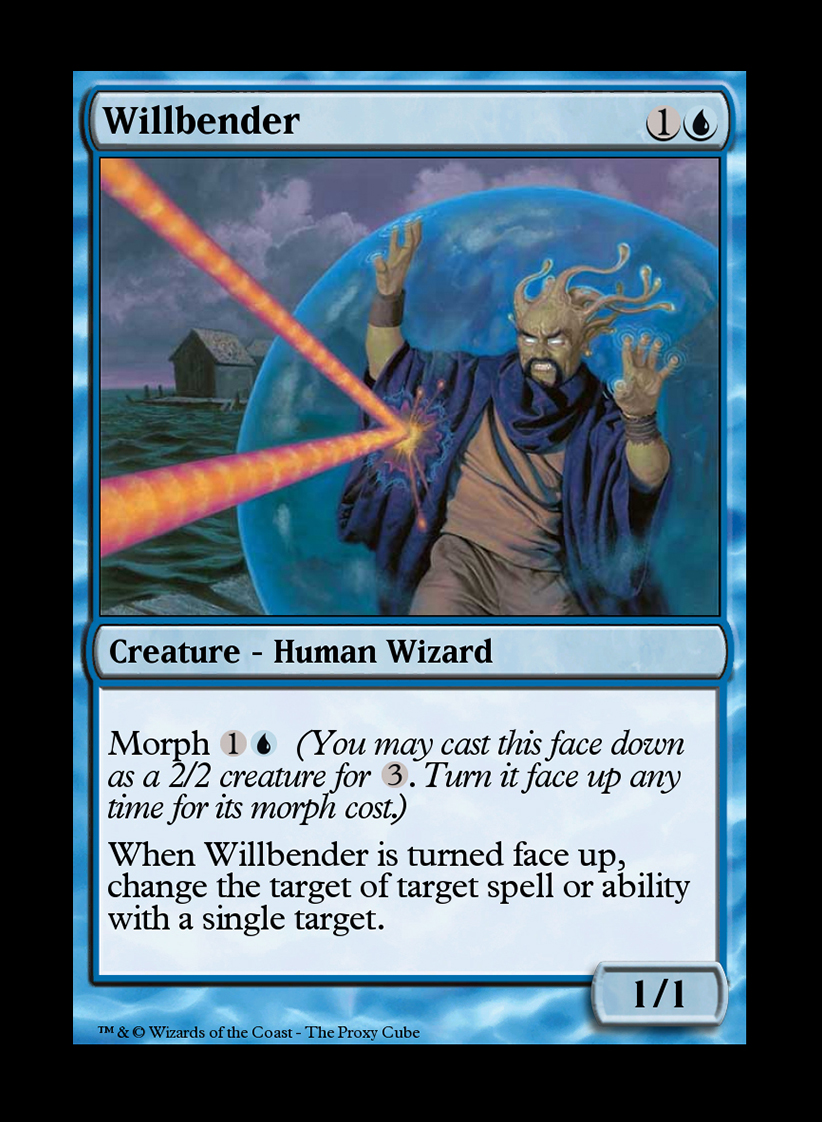 Willbender 1
Creature - Human Wizard
Morph 1 (You may cast this face down
as a 2/2 creature for 3. Turn it face up any
time for its morph cost.)
When Willbender is turned face up,
change the target of target spell or ability
with a single target.
1/1
™ & © Wizards of the Coast - The Proxy Cube